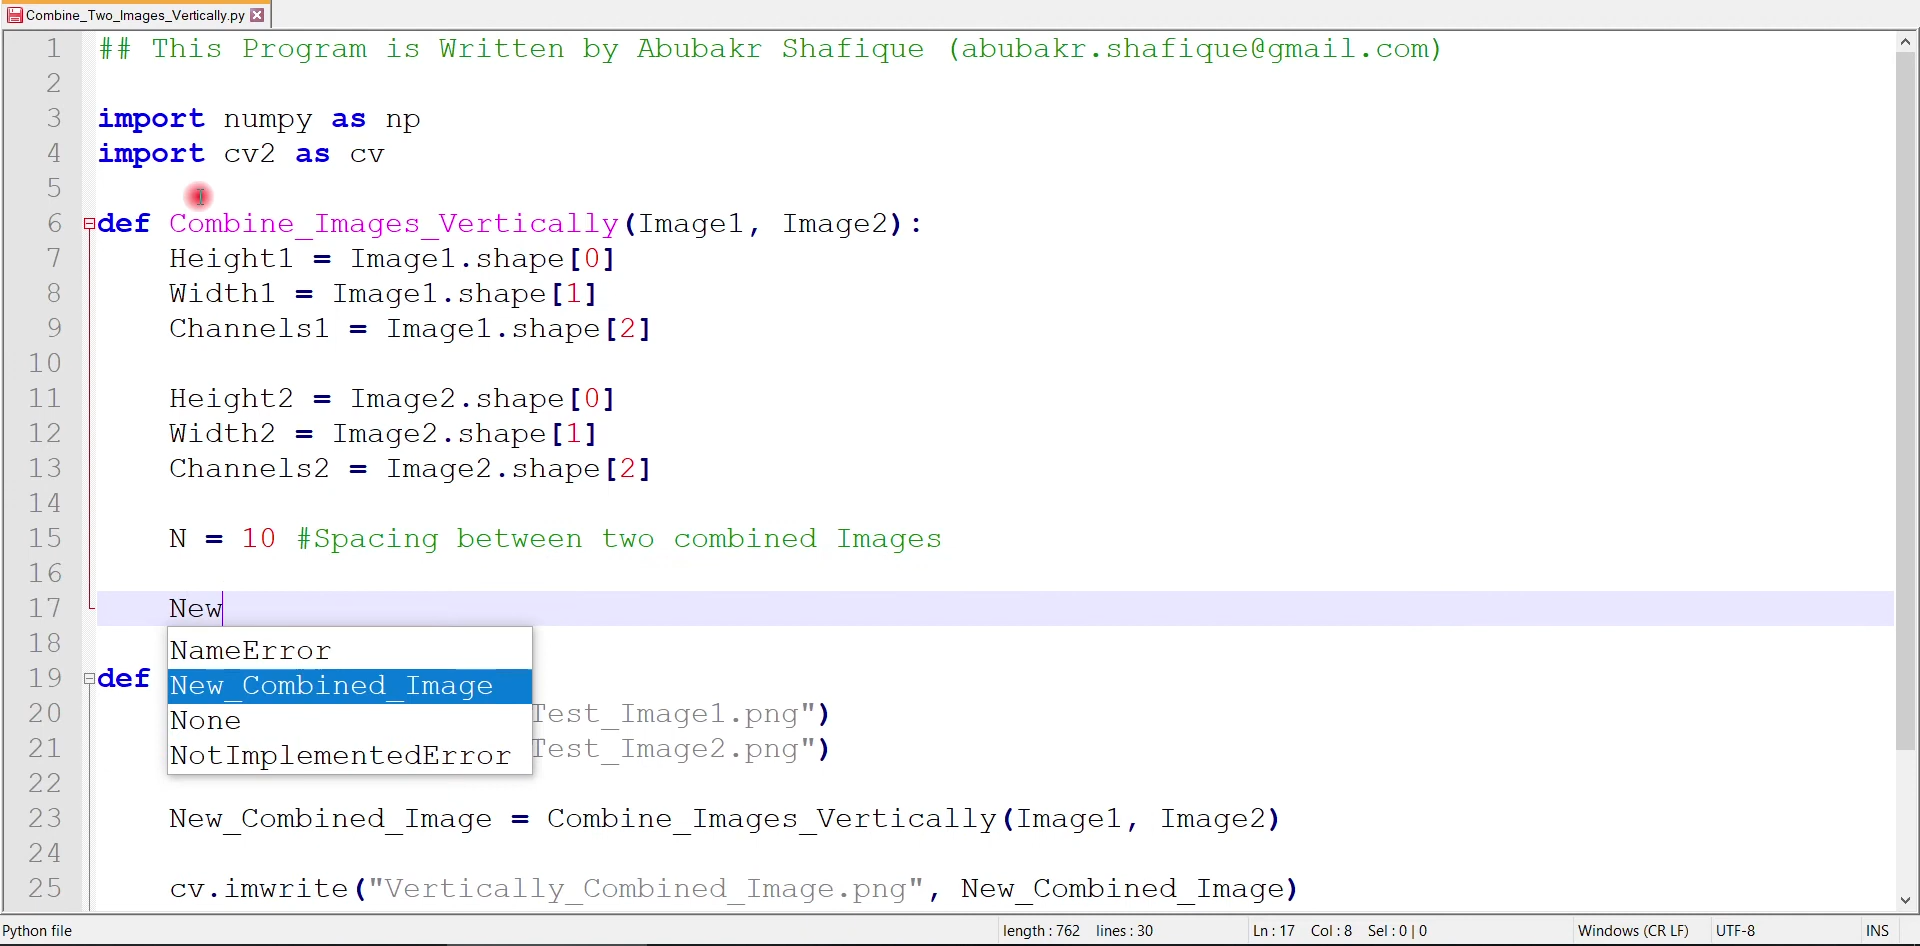 Combine_Two_Images_Vertically.py
1 ## This Program is Written by Abubakr Shafique (abubakr.shafique@gmail.com)
2
3 import numpy as np
4 import cv2 as cv
5
6 def Combine_Images_Vertically(Image1, Image2):
7 Height1 = Image1.shape[0]
8 Width1 = Image1.shape[1]
9 Channels1 = Image1.shape[2]
10
11 Height2 = Image2.shape[0]
12 Width2 = Image2.shape[1]
13 Channels2 = Image2.shape[2]
14
15 N = 10 #Spacing between two combined Images
16
17 New
18 NameError
19 def New_Combined_Image
20 None Test_Image1.png")
21 NotImplementedError Test_Image2.png")
22
23 New_Combined_Image = Combine_Images_Vertically(Image1, Image2)
24
25 cv.imwrite("Vertically_Combined_Image.png", New_Combined_Image)
Python file length : 762 lines : 30 Ln : 17 Col : 8 Sel : 0 | 0 Windows (CR LF) UTF-8 INS